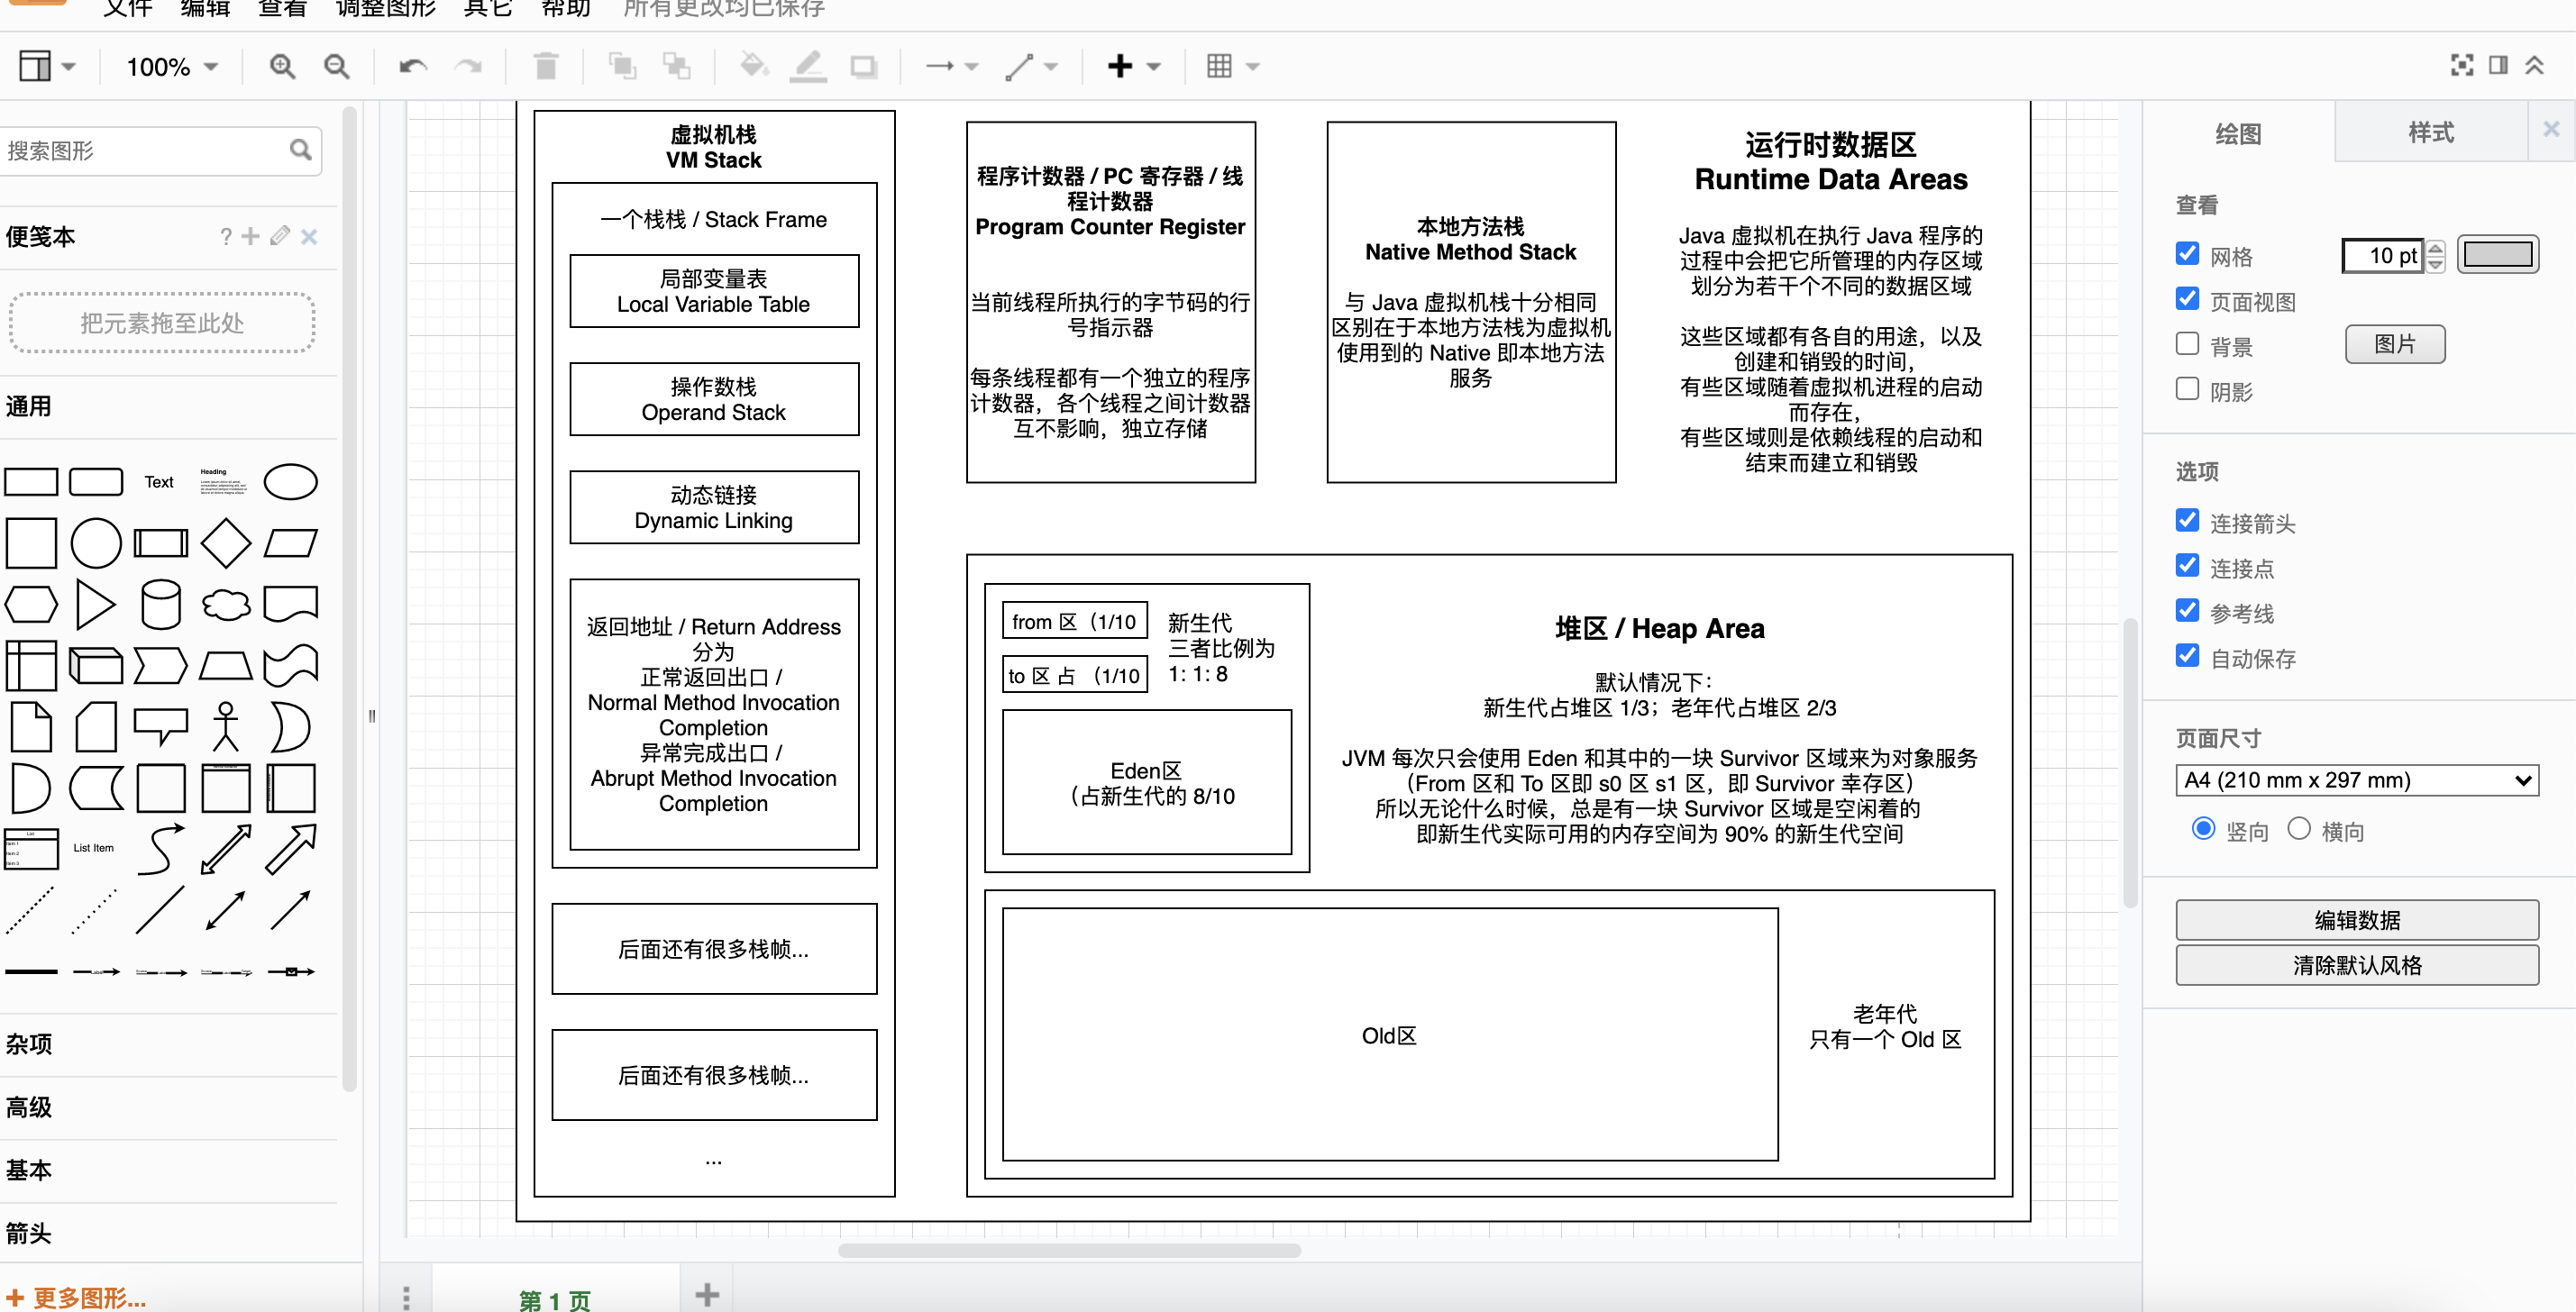 文件 编辑 查看 调整图形 其它 帮助 所有更改均已保存
100%
搜索图形
便笺本
?
把元素拖至此处
通用
Text
Heading
List
Item 1
Item 2
Item 3
List Item
杂项
高级
基本
箭头
更多图形...
虚拟机栈
VM Stack
一个栈栈 / Stack Frame
局部变量表
Local Variable Table
操作数栈
Operand Stack
动态链接
Dynamic Linking
返回地址 / Return Address
分为
正常返回出口 /
Normal Method Invocation
Completion
异常完成出口 /
Abrupt Method Invocation
Completion
后面还有很多栈帧...
后面还有很多栈帧...
...
程序计数器 / PC 寄存器 / 线
程计数器
Program Counter Register
当前线程所执行的字节码的行
号指示器
每条线程都有一个独立的程序
计数器，各个线程之间计数器
互不影响，独立存储
本地方法栈
Native Method Stack
与 Java 虚拟机栈十分相同
区别在于本地方法栈为虚拟机
使用到的 Native 即本地方法
服务
运行时数据区
Runtime Data Areas
Java 虚拟机在执行 Java 程序的
过程中会把它所管理的内存区域
划分为若干个不同的数据区域
这些区域都有各自的用途，以及
创建和销毁的时间，
有些区域随着虚拟机进程的启动
而存在，
有些区域则是依赖线程的启动和
结束而建立和销毁
from 区（1/10
to 区 占 （1/10
新生代
三者比例为
1: 1: 8
Eden区
（占新生代的 8/10
堆区 / Heap Area
默认情况下：
新生代占堆区 1/3；老年代占堆区 2/3
JVM 每次只会使用 Eden 和其中的一块 Survivor 区域来为对象服务
（From 区和 To 区即 s0 区 s1 区，即 Survivor 幸存区）
所以无论什么时候，总是有一块 Survivor 区域是空闲着的
即新生代实际可用的内存空间为 90% 的新生代空间
Old区
老年代
只有一个 Old 区
第 1 页
绘图
样式
查看
网格
10 pt
页面视图
背景
图片
阴影
选项
连接箭头
连接点
参考线
自动保存
页面尺寸
A4 (210 mm x 297 mm)
竖向 横向
编辑数据
清除默认风格